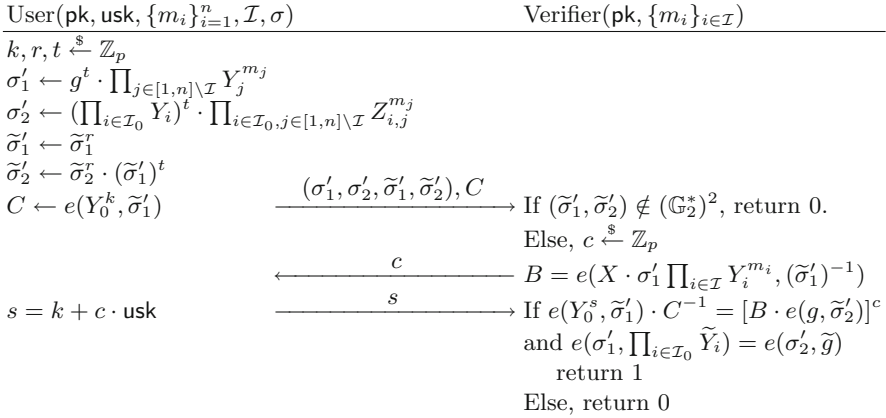 User(pk, usk, {m_i}_{i=1}^n, I, σ) Verifier(pk, {m_i}_{i∈I})
k, r, t ←$ Z_p
σ′_1 ← g^t · ∏_{j∈[1,n]\I} Y_j^{m_j}
σ′_2 ← (∏_{i∈I_0} Y_i)^t · ∏_{i∈I_0,j∈[1,n]\I} Z_{i,j}^{m_j}
σ̃′_1 ← σ̃_1^r
σ̃′_2 ← σ̃_2^r · (σ̃′_1)^t
C ← e(Y_0^k, σ̃′_1) (σ′_1, σ′_2, σ̃′_1, σ̃′_2), C → If (σ̃′_1, σ̃′_2) ∉ (G_2^*)^2, return 0.
Else, c ←$ Z_p
← c B = e(X · σ′_1 ∏_{i∈I} Y_i^{m_i}, (σ̃′_1)^{-1})
s = k + c · usk s → If e(Y_0^s, σ̃′_1) · C^{-1} = [B · e(g, σ̃′_2)]^c
and e(σ′_1, ∏_{i∈I_0} Ỹ_i) = e(σ′_2, g̃)
return 1
Else, return 0